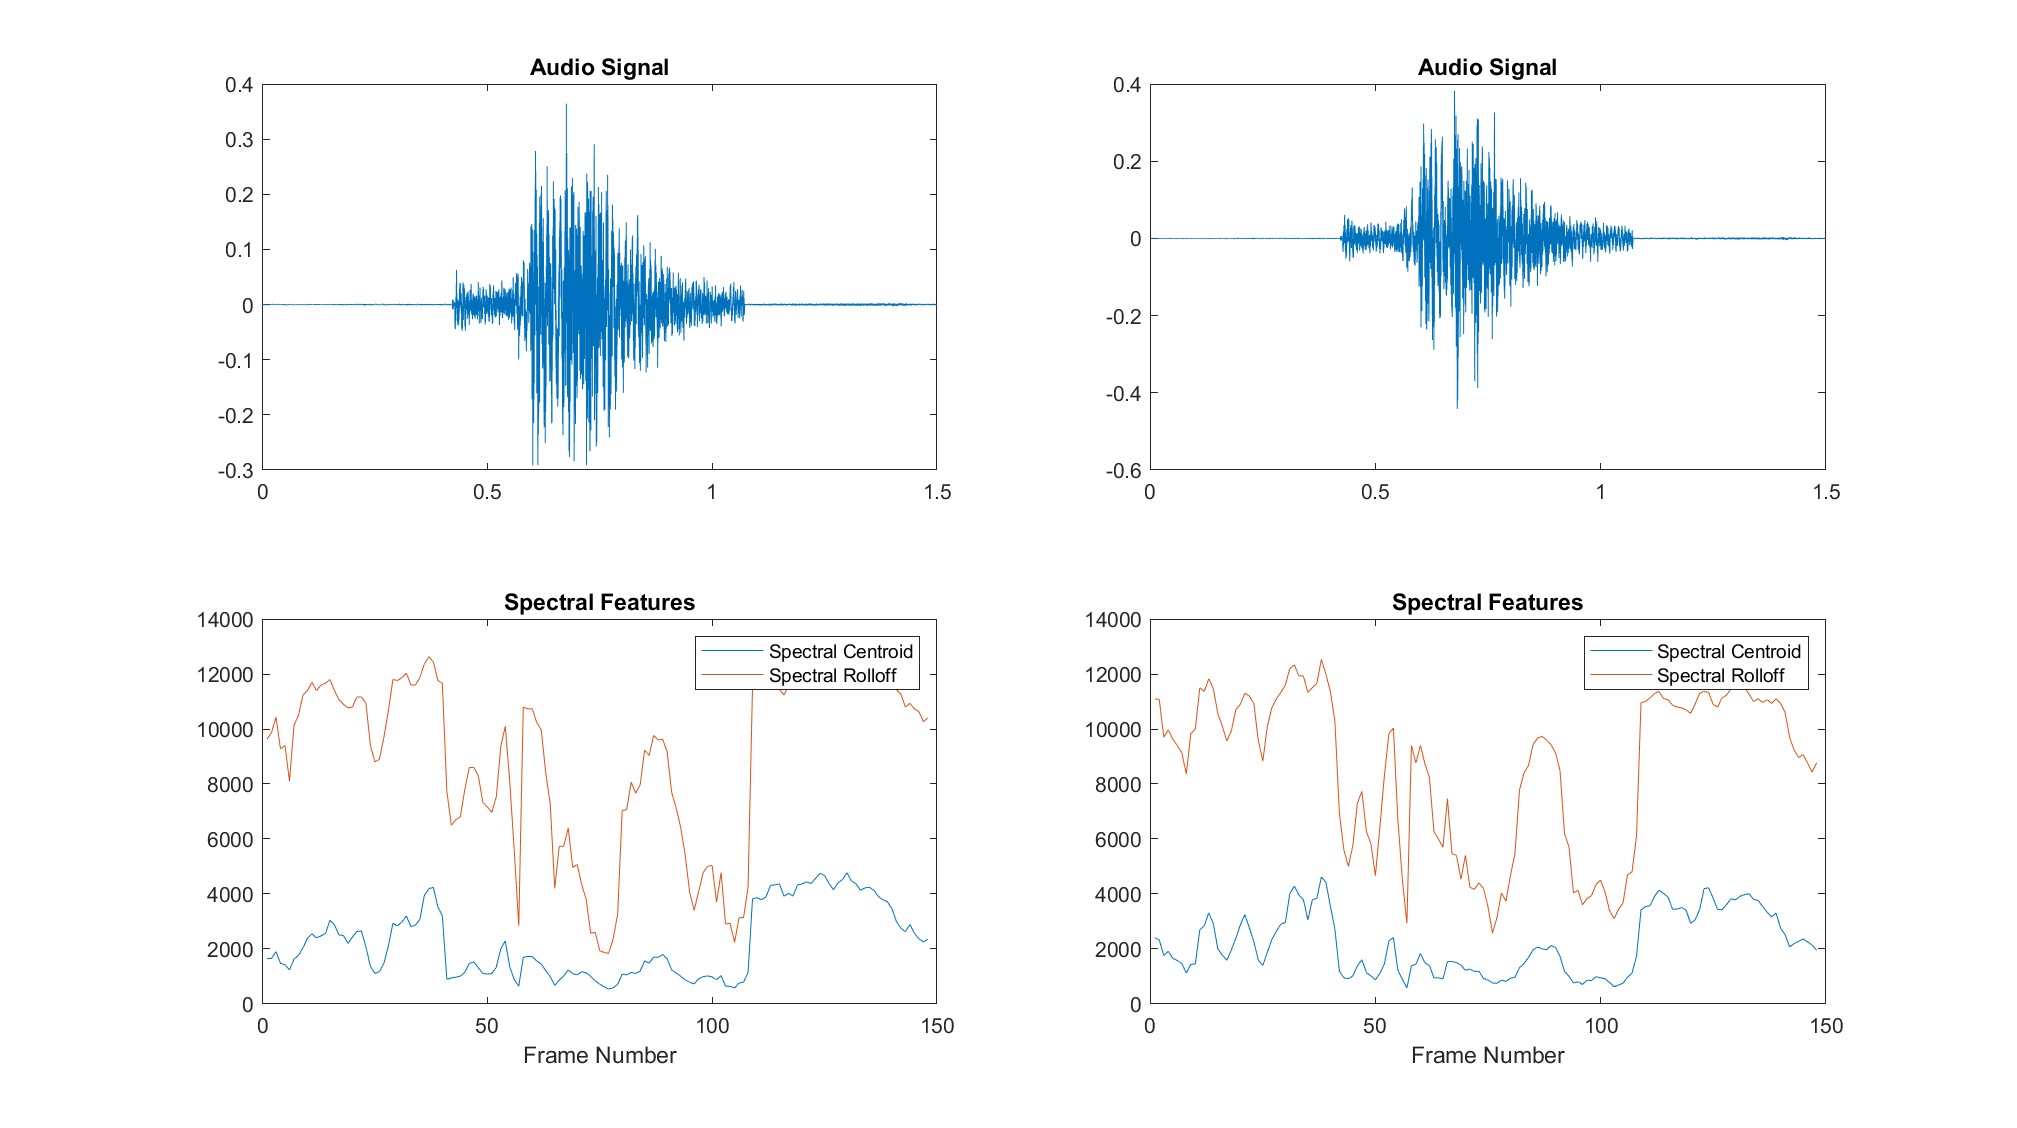 Audio Signal
0.4
0.3
0.2
0.1
0
-0.1
-0.2
-0.3
0 0.5 1 1.5
Audio Signal
0.4
0.2
0
-0.2
-0.4
-0.6
0 0.5 1 1.5
Spectral Features
14000
12000
10000
8000
6000
4000
2000
0
Spectral Centroid
Spectral Rolloff
0 50 100 150
Frame Number
Spectral Features
14000
12000
10000
8000
6000
4000
2000
0
Spectral Centroid
Spectral Rolloff
0 50 100 150
Frame Number